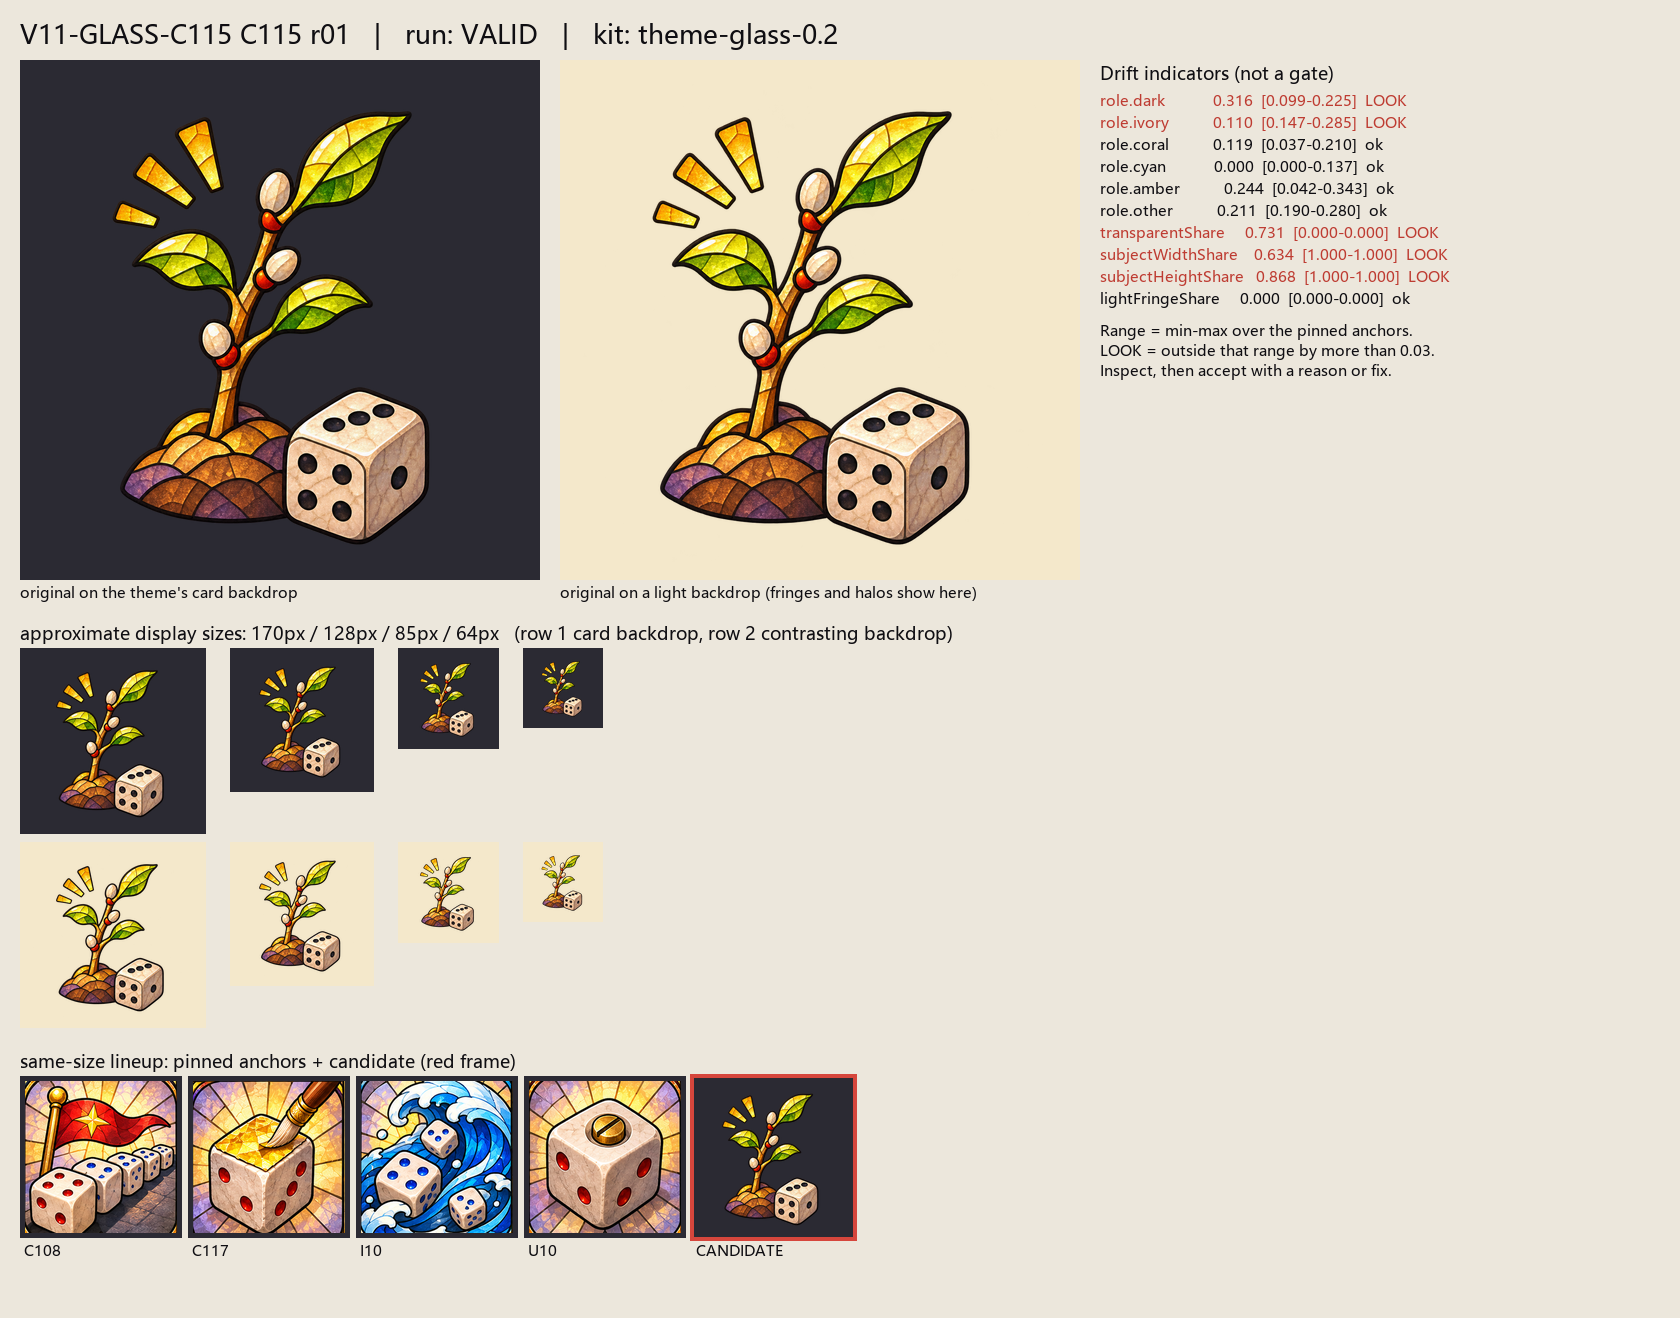 V11-GLASS-C115 C115 r01 | run: VALID | kit: theme-glass-0.2
Drift indicators (not a gate)
role.dark 0.316 [0.099-0.225] LOOK
role.ivory 0.110 [0.147-0.285] LOOK
role.coral 0.119 [0.037-0.210] ok
role.cyan 0.000 [0.000-0.137] ok
role.amber 0.244 [0.042-0.343] ok
role.other 0.211 [0.190-0.280] ok
transparentShare 0.731 [0.000-0.000] LOOK
subjectWidthShare 0.634 [1.000-1.000] LOOK
subjectHeightShare 0.868 [1.000-1.000] LOOK
lightFringeShare 0.000 [0.000-0.000] ok
Range = min-max over the pinned anchors.
LOOK = outside that range by more than 0.03.
Inspect, then accept with a reason or fix.
original on the theme's card backdrop
original on a light backdrop (fringes and halos show here)
approximate display sizes: 170px / 128px / 85px / 64px (row 1 card backdrop, row 2 contrasting backdrop)
same-size lineup: pinned anchors + candidate (red frame)
C108
C117
I10
U10
CANDIDATE